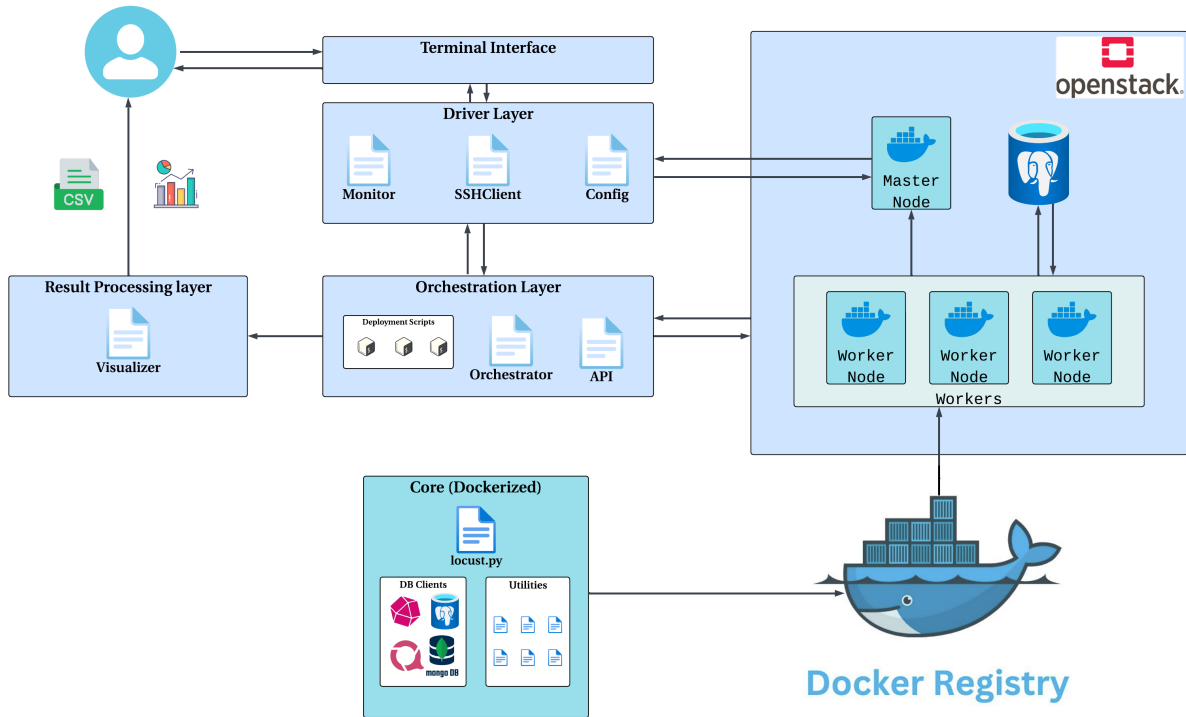 Terminal Interface
openstack.
Driver Layer
Monitor
SSHClient
Config
Master
Node
CSV
Result Processing layer
Visualizer
Orchestration Layer
Deployment Scripts
Orchestrator
API
Worker
Node
Worker
Node
Worker
Node
Workers
Core (Dockerized)
locust.py
DB Clients
mongo DB
Utilities
Docker Registry